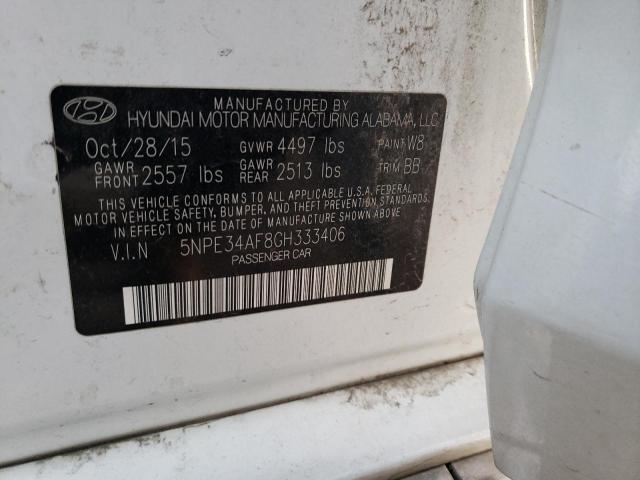 MANUFACTURED BY
HYUNDAI MOTOR MANUFACTURING ALABAMA, LLC
Oct/28/15 GVWR 4497 lbs PAINT W8
GAWR FRONT 2557 lbs GAWR REAR 2513 lbs TRIM BB
THIS VEHICLE CONFORMS TO ALL APPLICABLE U.S.A. FEDERAL
MOTOR VEHICLE SAFETY, BUMPER, AND THEFT PREVENTION STANDARDS
IN EFFECT ON THE DATE OF MANUFACTURE SHOWN ABOVE.
V.I.N 5NPE34AF8GH333406
PASSENGER CAR